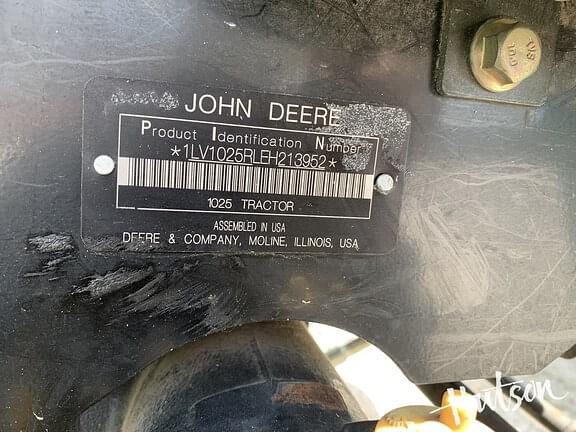 JOHN DEERE
Product Identification Number
*1LV1025RLEH213952*
1025 TRACTOR
ASSEMBLED IN USA
DEERE & COMPANY, MOLINE, ILLINOIS, USA
Hutson